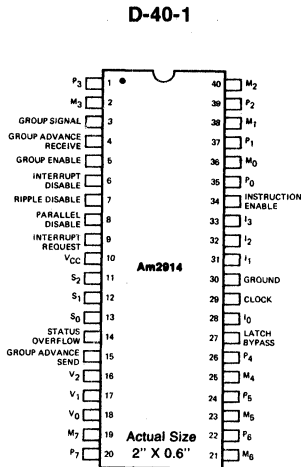 D-40-1
P3 1 40 M2
M3 2 39 P2
GROUP SIGNAL 3 38 M1
GROUP ADVANCE
RECEIVE 4 37 P1
GROUP ENABLE 5 36 M0
INTERRUPT
DISABLE 6 35 P0
RIPPLE DISABLE 7 34 INSTRUCTION
ENABLE
PARALLEL
DISABLE 8 33 I3
INTERRUPT
REQUEST 9 32 I2
VCC 10 31 I1
Am2914
S2 11 30 GROUND
S1 12 29 CLOCK
S0 13 28 I0
STATUS
OVERFLOW 14 27 LATCH
BYPASS
GROUP ADVANCE
SEND 15 26 P4
V2 16 25 M4
V1 17 24 P5
V0 18 23 M5
M7 19 22 P6
P7 20 21 M6
Actual Size
2" X 0.6"